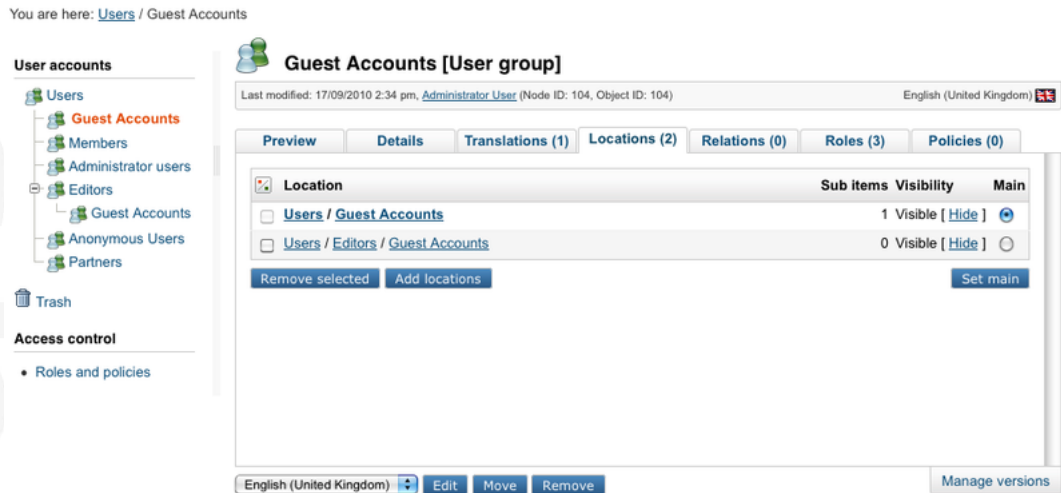 You are here: Users / Guest Accounts
User accounts
Users
Guest Accounts
Members
Administrator users
Editors
Guest Accounts
Anonymous Users
Partners
Trash
Access control
Roles and policies
Guest Accounts [User group]
Last modified: 17/09/2010 2:34 pm, Administrator User (Node ID: 104, Object ID: 104) English (United Kingdom)
Preview Details Translations (1) Locations (2) Relations (0) Roles (3) Policies (0)
Location Sub items Visibility Main
Users / Guest Accounts 1 Visible [ Hide ]
Users / Editors / Guest Accounts 0 Visible [ Hide ]
Remove selected Add locations Set main
English (United Kingdom) Edit Move Remove Manage versions